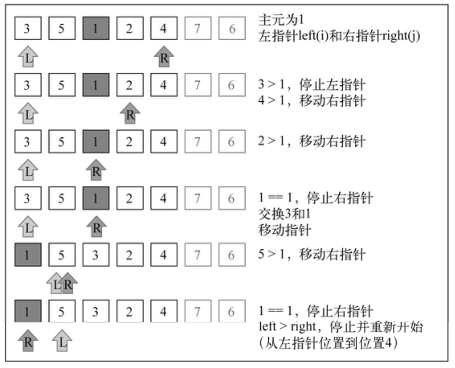 3 5 1 2 4 7 6
主元为1
左指针left(i)和右指针right(j)
L R
3 5 1 2 4 7 6
3 > 1，停止左指针
4 > 1，移动右指针
L R
3 5 1 2 4 7 6
2 > 1，移动右指针
L R
3 5 1 2 4 7 6
1 == 1，停止右指针
交换3和1
移动指针
L R
1 5 3 2 4 7 6
5 > 1，移动右指针
L R
1 5 3 2 4 7 6
1 == 1，停止右指针
left > right，停止并重新开始
（从左指针位置到位置4）
R L